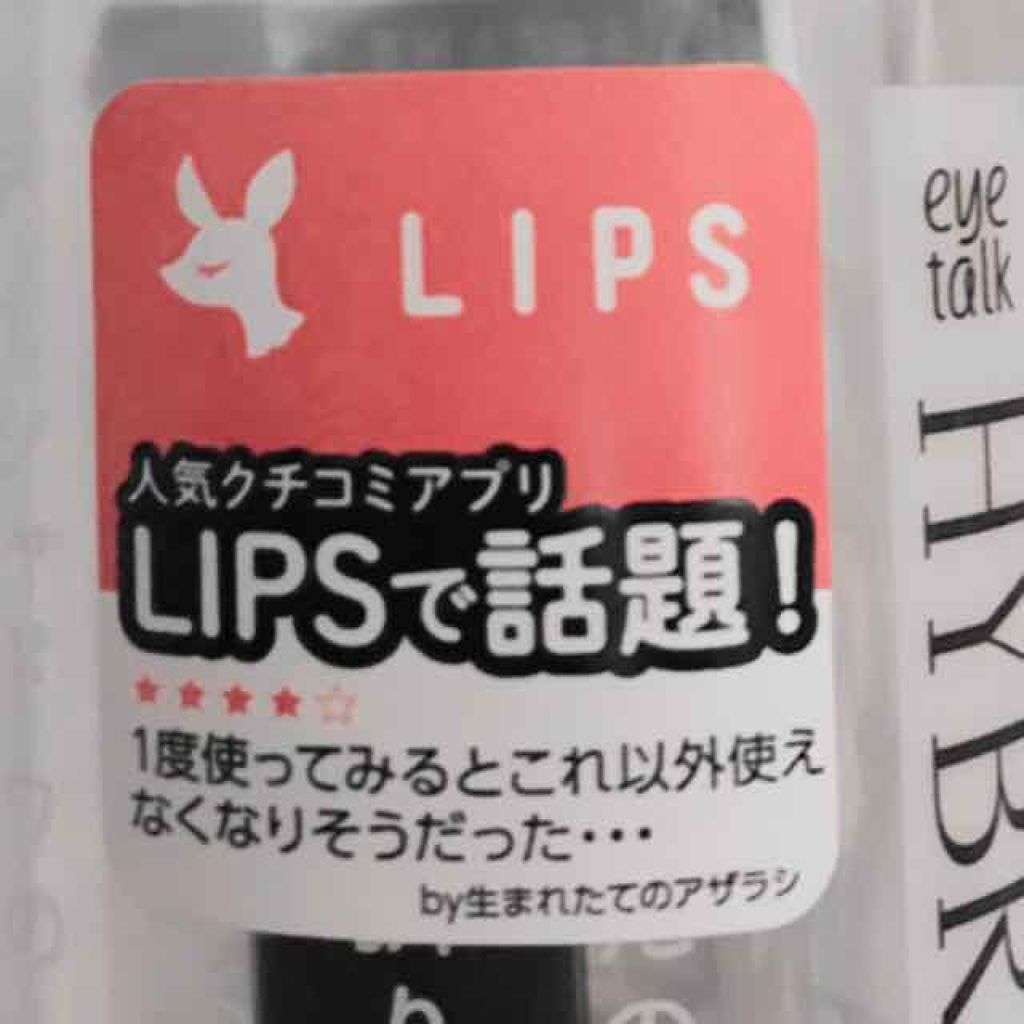 LIPS
人気クチコミアプリ
LIPSで話題！
★★★★☆
1度使ってみるとこれ以外使え
なくなりそうだった・・・
by生まれたてのアザラシ
eye
talk
HYBR
り
の